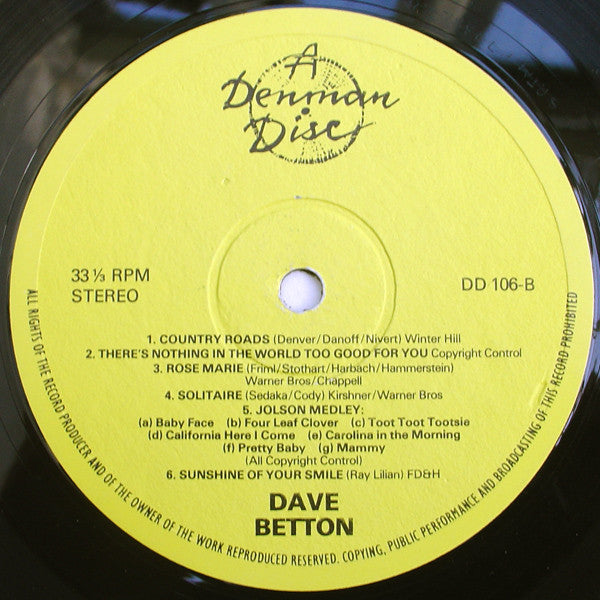 A
Denman
Disc
33⅓ RPM
STEREO
DD 106-B
1. COUNTRY ROADS (Denver/Danoff/Nivert) Winter Hill
2. THERE'S NOTHING IN THE WORLD TOO GOOD FOR YOU Copyright Control
3. ROSE MARIE (Friml/Stothart/Harbach/Hammerstein)
Warner Bros/Chappell
4. SOLITAIRE (Sedaka/Cody) Kirshner/Warner Bros
5. JOLSON MEDLEY:
(a) Baby Face (b) Four Leaf Clover (c) Toot Toot Tootsie
(d) California Here I Come (e) Carolina in the Morning
(f) Pretty Baby (g) Mammy
(All Copyright Control)
6. SUNSHINE OF YOUR SMILE (Ray Lilian) FD&H
DAVE
BETTON
ALL RIGHTS OF THE RECORD PRODUCER AND OF THE OWNER OF THE WORK REPRODUCED RESERVED. COPYING, PUBLIC PERFORMANCE AND BROADCASTING OF THIS RECORD PROHIBITED